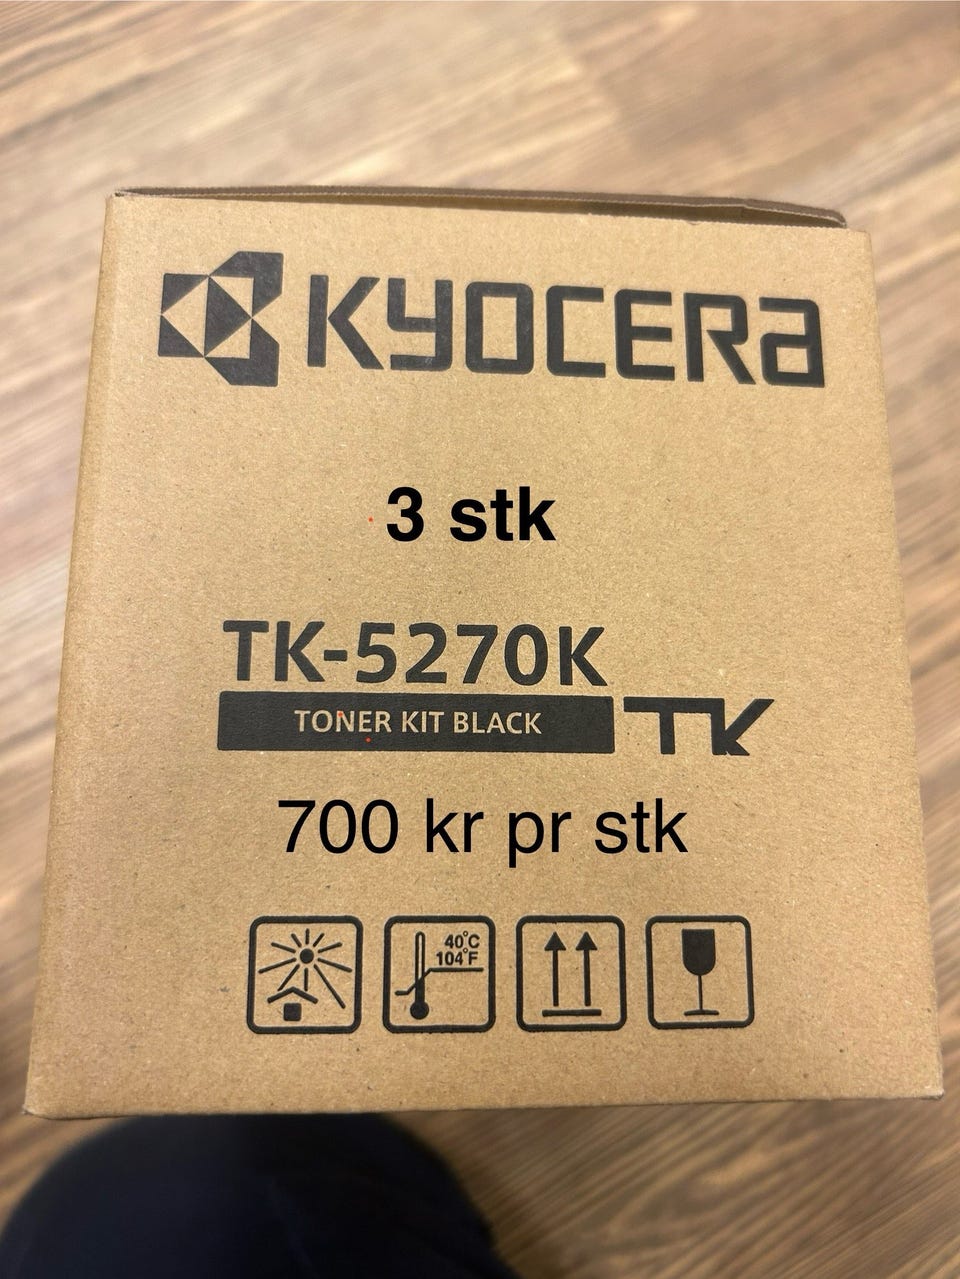 KYOCERA
3 stk
TK-5270K
TONER KIT BLACK TK
700 kr pr stk
40°C
104°F